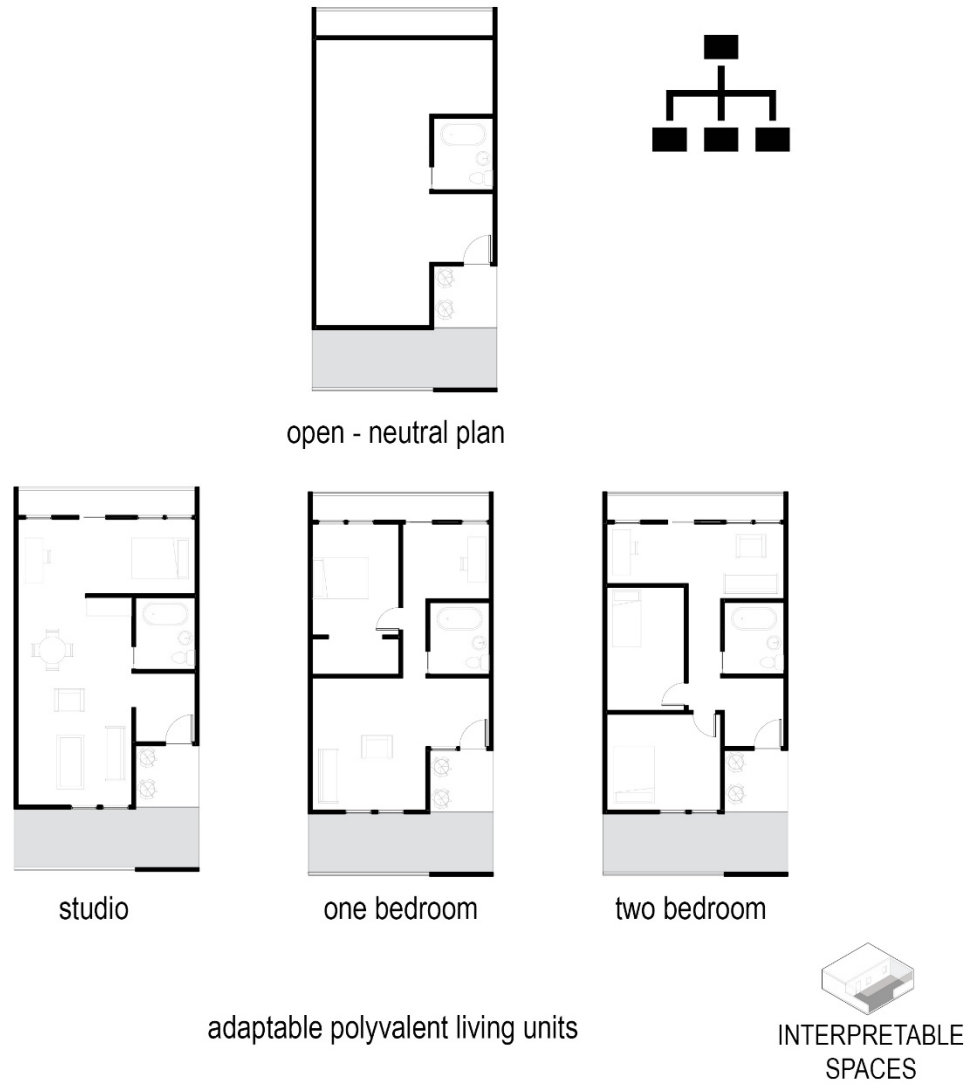 open - neutral plan
studio
one bedroom
two bedroom
adaptable polyvalent living units
INTERPRETABLE
SPACES